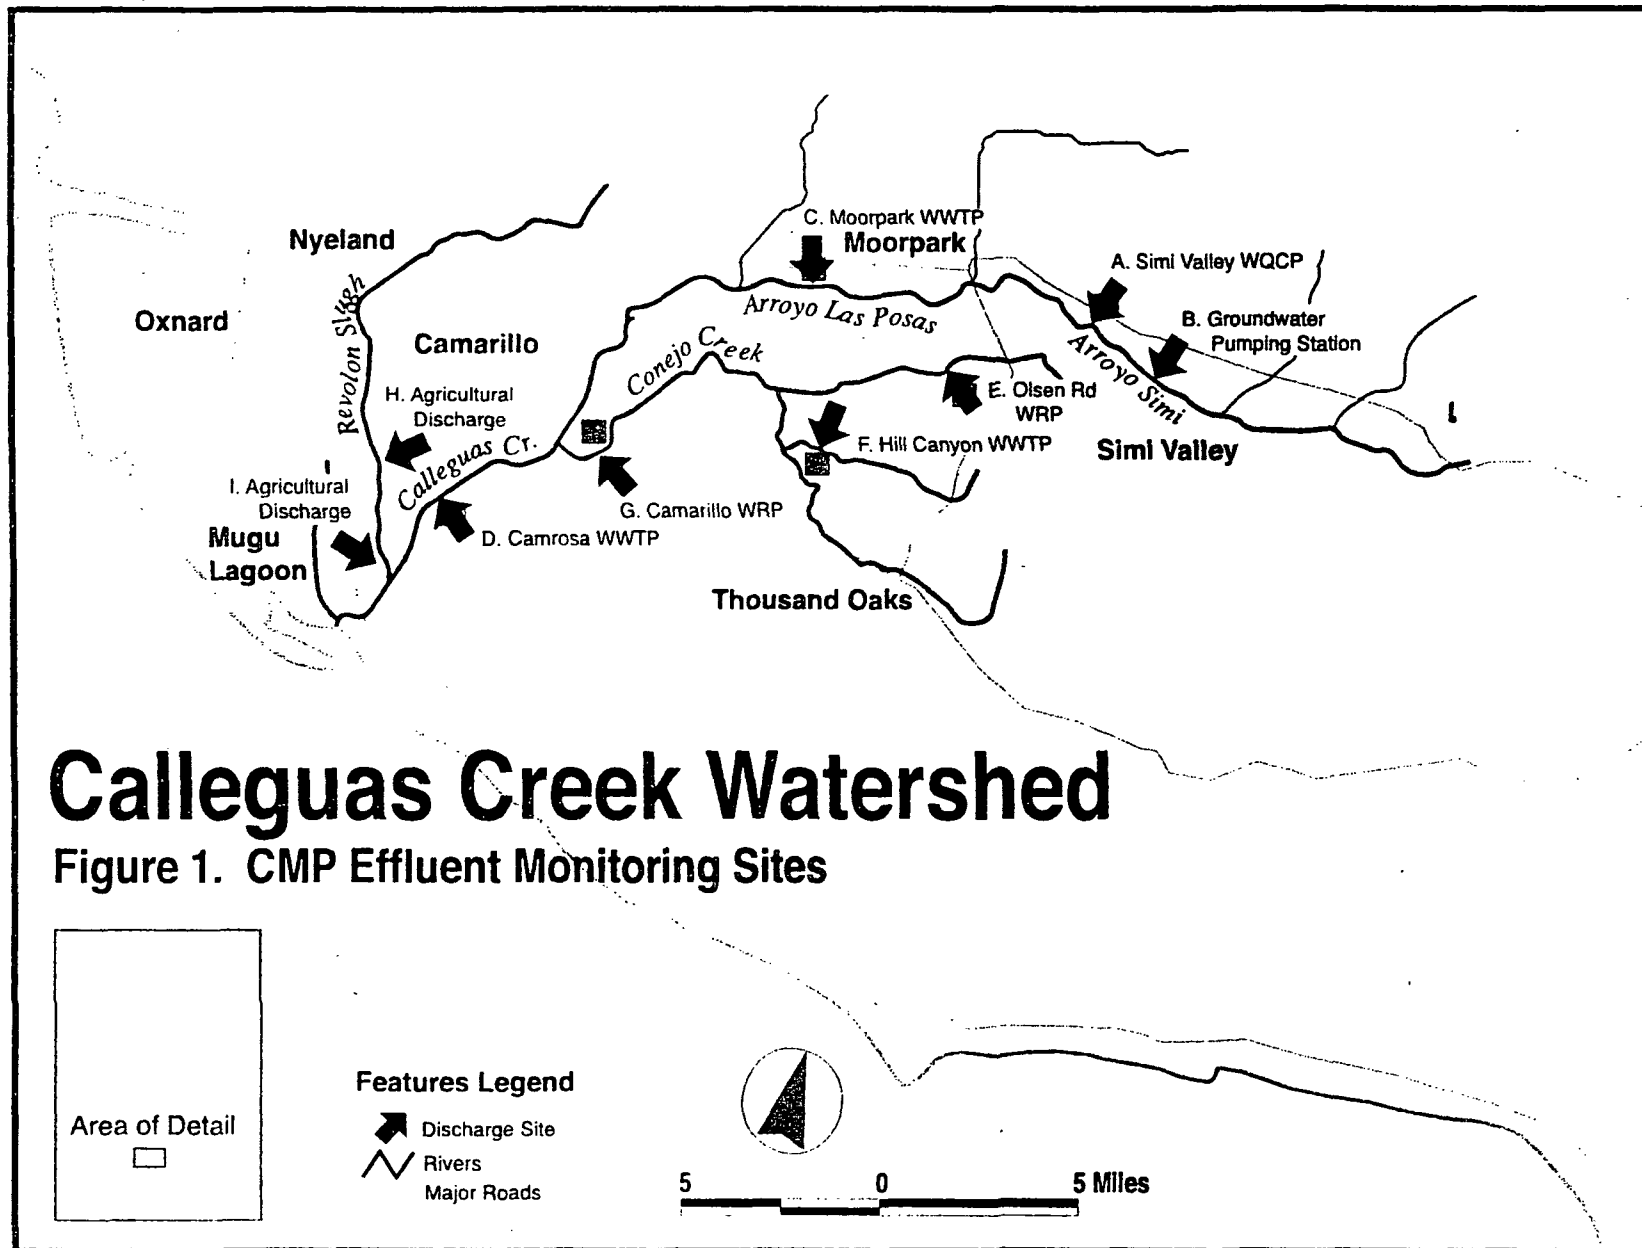 C. Moorpark WWTP
Moorpark
Nyeland
A. Simi Valley WQCP
Oxnard
Revolon Slough
Camarillo
Arroyo Las Posas
Conejo Creek
B. Groundwater
Pumping Station
Arroyo Simi
H. Agricultural
Discharge
E. Olsen Rd
WRP
Calleguas Cr.
F. Hill Canyon WWTP
Simi Valley
I. Agricultural
Discharge
G. Camarillo WRP
D. Camrosa WWTP
Mugu
Lagoon
Thousand Oaks
Calleguas Creek Watershed
Figure 1. CMP Effluent Monitoring Sites
Area of Detail
Features Legend
Discharge Site
Rivers
Major Roads
5 0 5 Miles